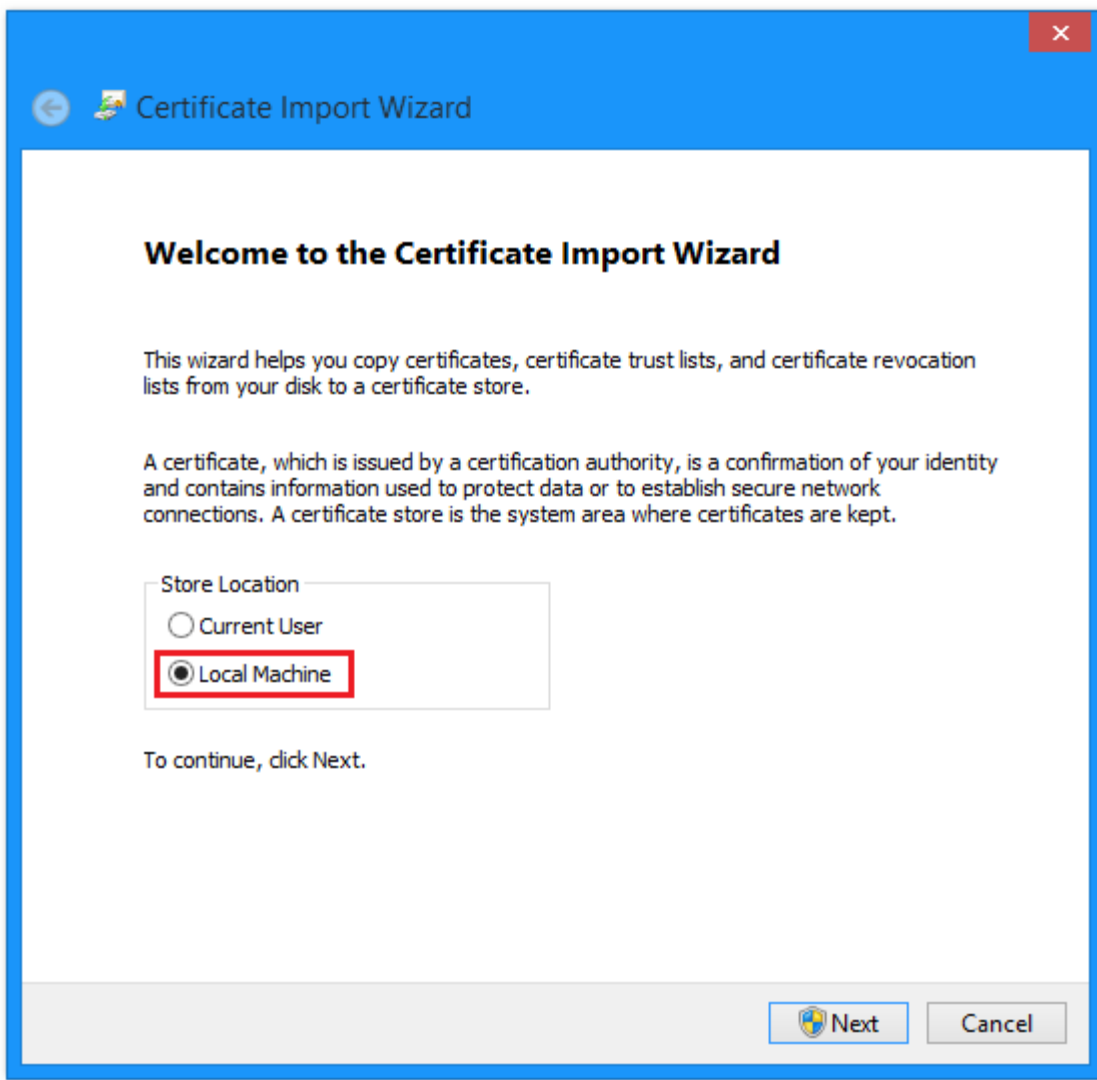 Certificate Import Wizard
Welcome to the Certificate Import Wizard
This wizard helps you copy certificates, certificate trust lists, and certificate revocation
lists from your disk to a certificate store.
A certificate, which is issued by a certification authority, is a confirmation of your identity
and contains information used to protect data or to establish secure network
connections. A certificate store is the system area where certificates are kept.
Store Location
Current User
Local Machine
To continue, click Next.
Next
Cancel